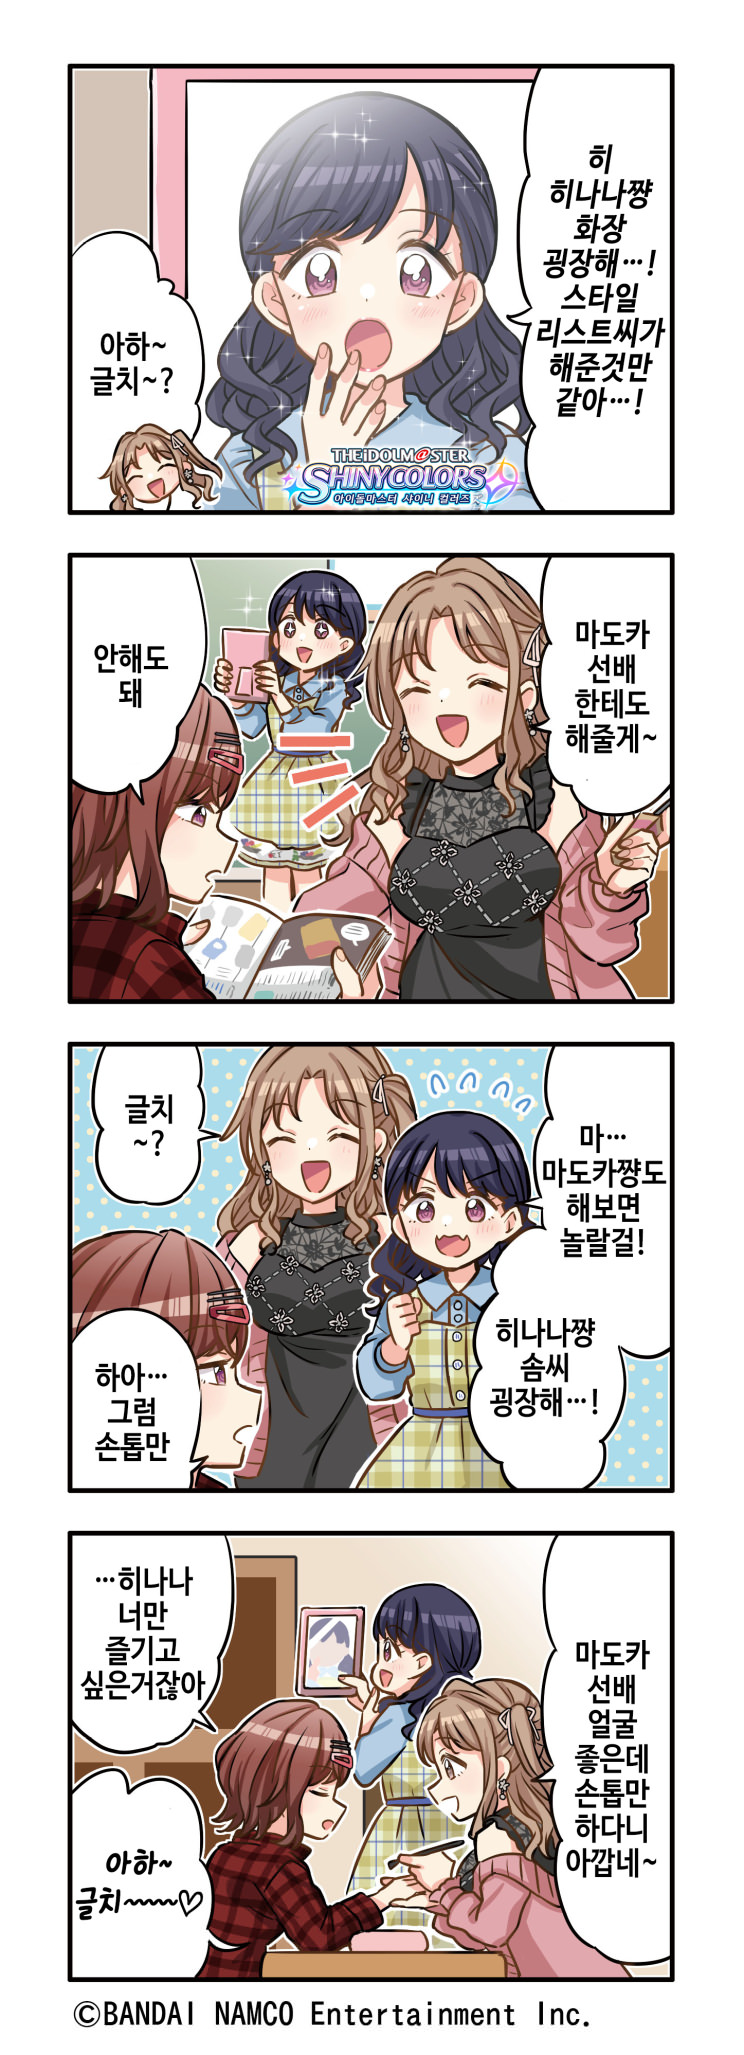 히
히나나쨩
화장
굉장해…!
스타일
리스트씨가
해준것만
같아…!
아하~
글치~?
THE iDOLM@STER
SHINYCOLORS
아이돌마스터 샤이니 컬러즈
마도카
선배
한테도
해줄게~
안해도
돼
마…
마도카쨩도
해보면
놀랄걸!
히나나쨩
솜씨
굉장해…!
글치
~?
하아…
그럼
손톱만
마도카
선배
얼굴
좋은데
손톱만
하다니
아깝네~
…히나나
너만
즐기고
싶은거잖아
아하~
글치~~~♡
©BANDAI NAMCO Entertainment Inc.